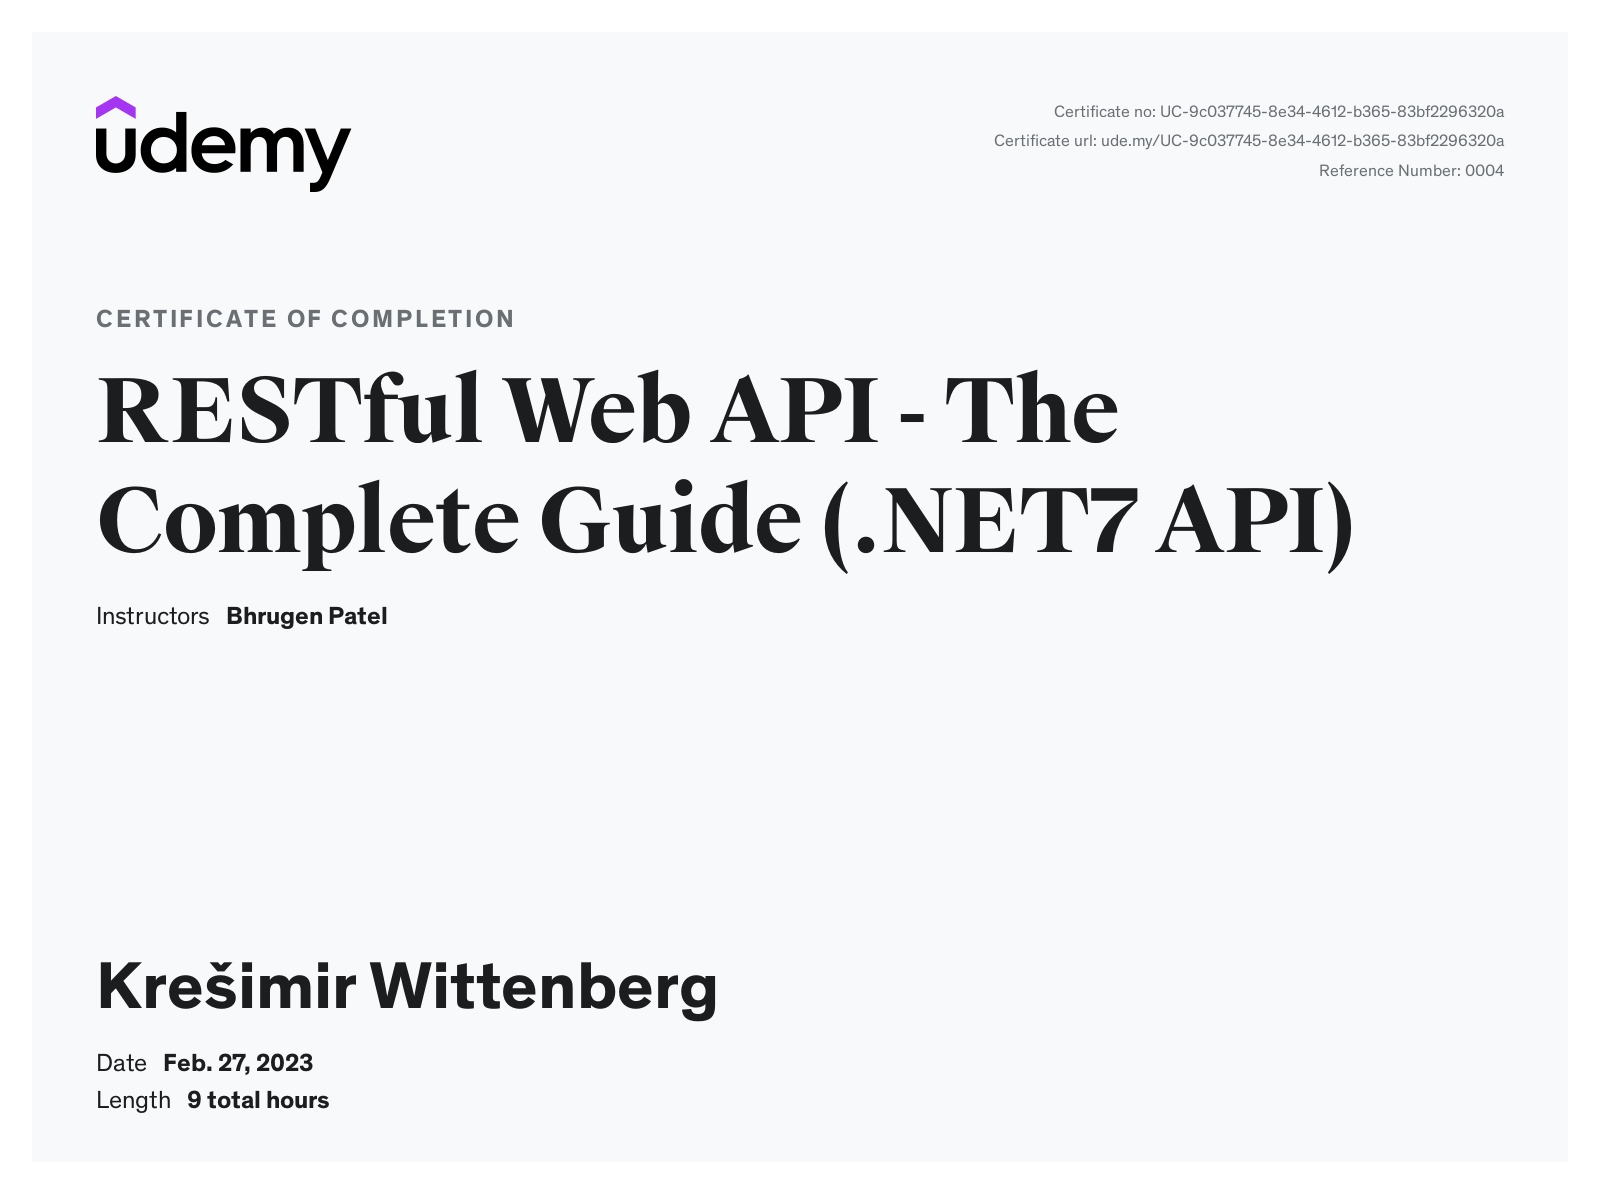 udemy
Certificate no: UC-9c037745-8e34-4612-b365-83bf2296320a
Certificate url: ude.my/UC-9c037745-8e34-4612-b365-83bf2296320a
Reference Number: 0004
CERTIFICATE OF COMPLETION
RESTful Web API - The
Complete Guide (.NET7 API)
Instructors Bhrugen Patel
Krešimir Wittenberg
Date Feb. 27, 2023
Length 9 total hours